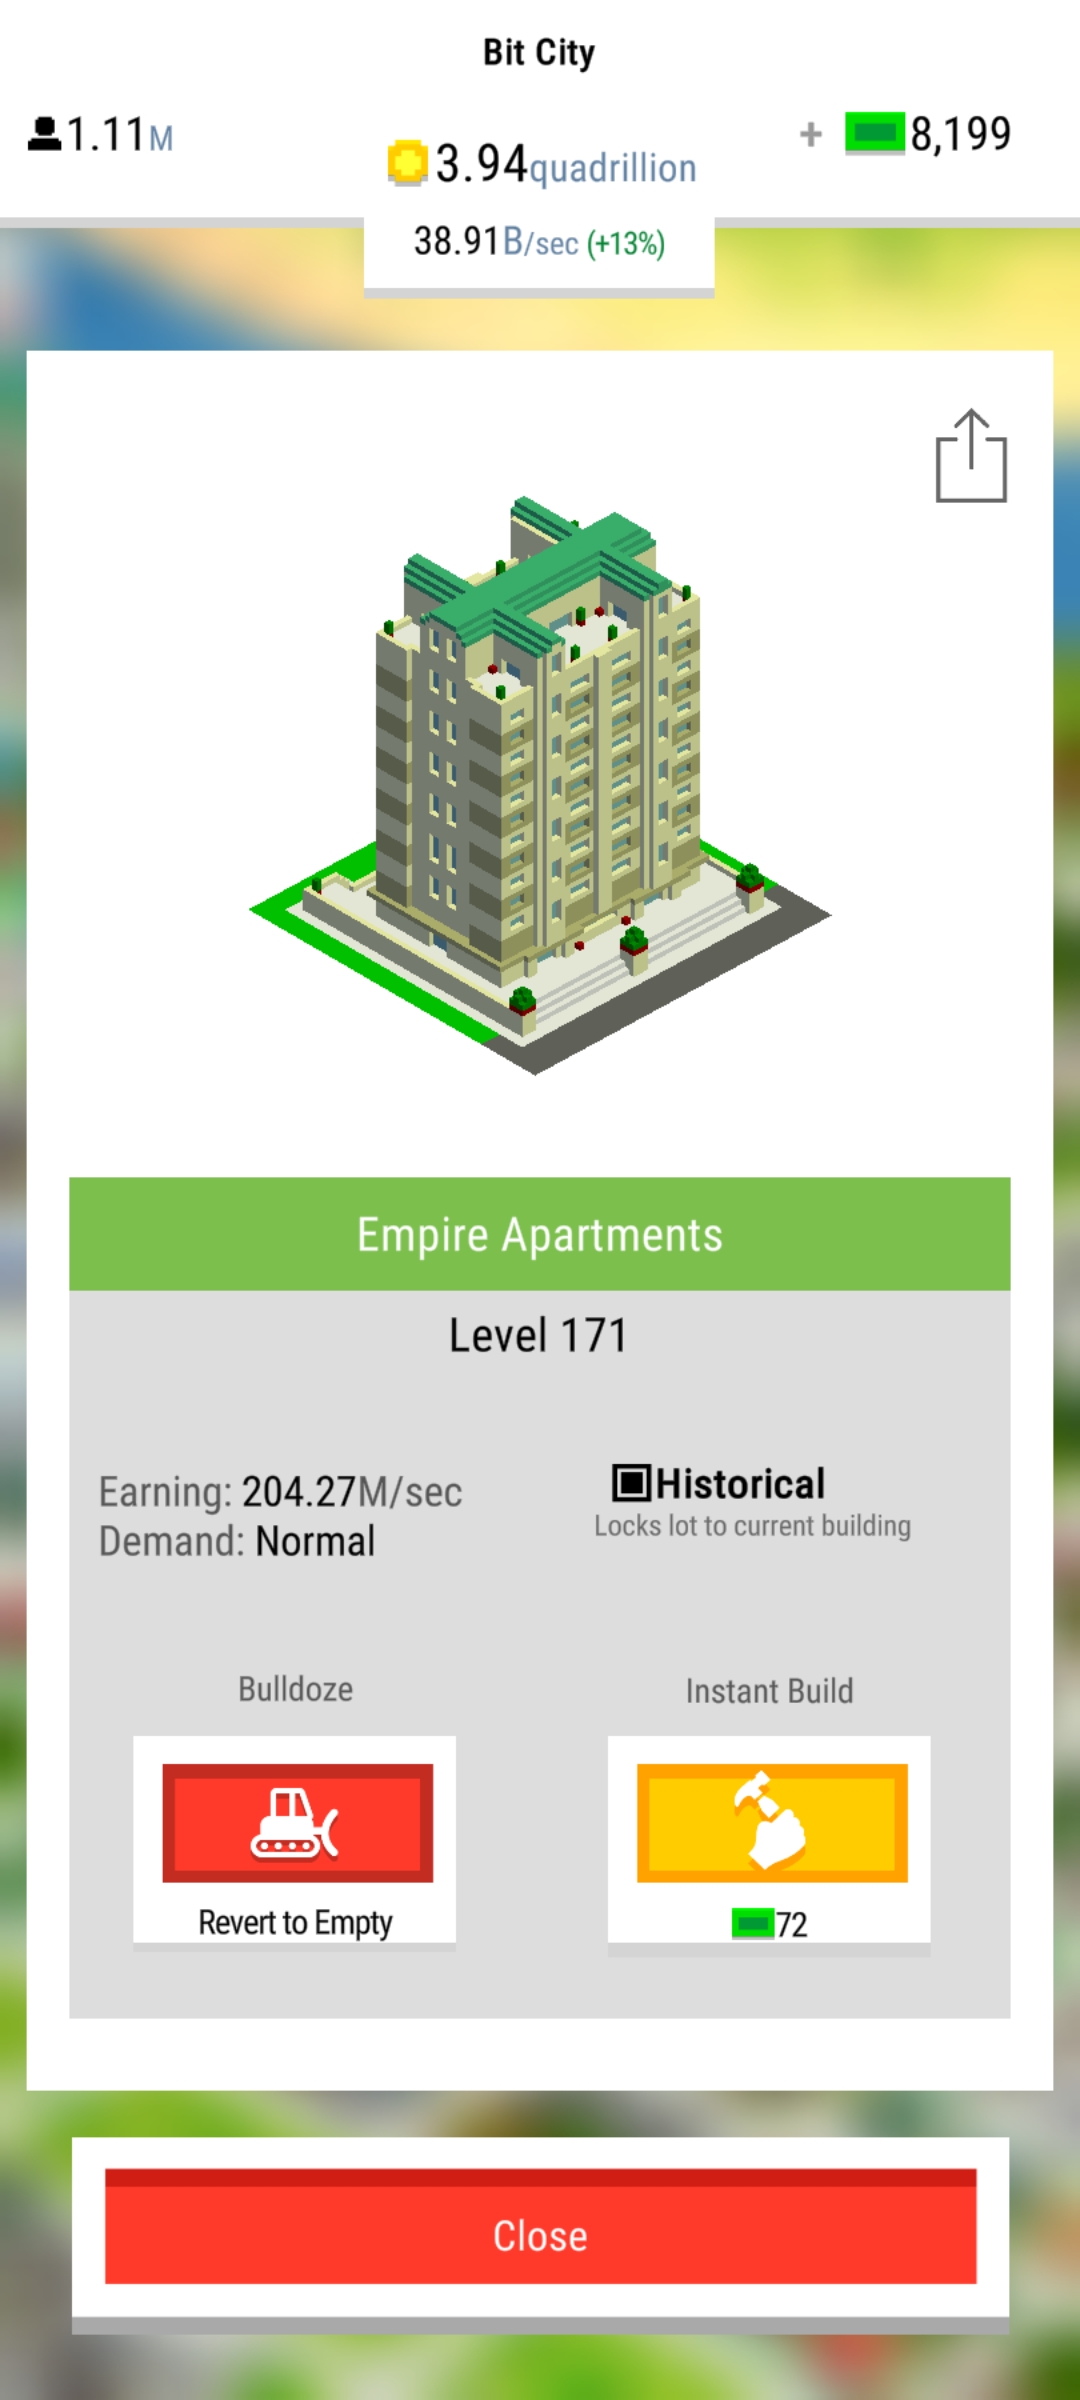 Bit City
1.11M
3.94quadrillion
+ 8,199
38.91B/sec (+13%)
Empire Apartments
Level 171
Earning: 204.27M/sec
Demand: Normal
Historical
Locks lot to current building
Bulldoze
Revert to Empty
Instant Build
72
Close